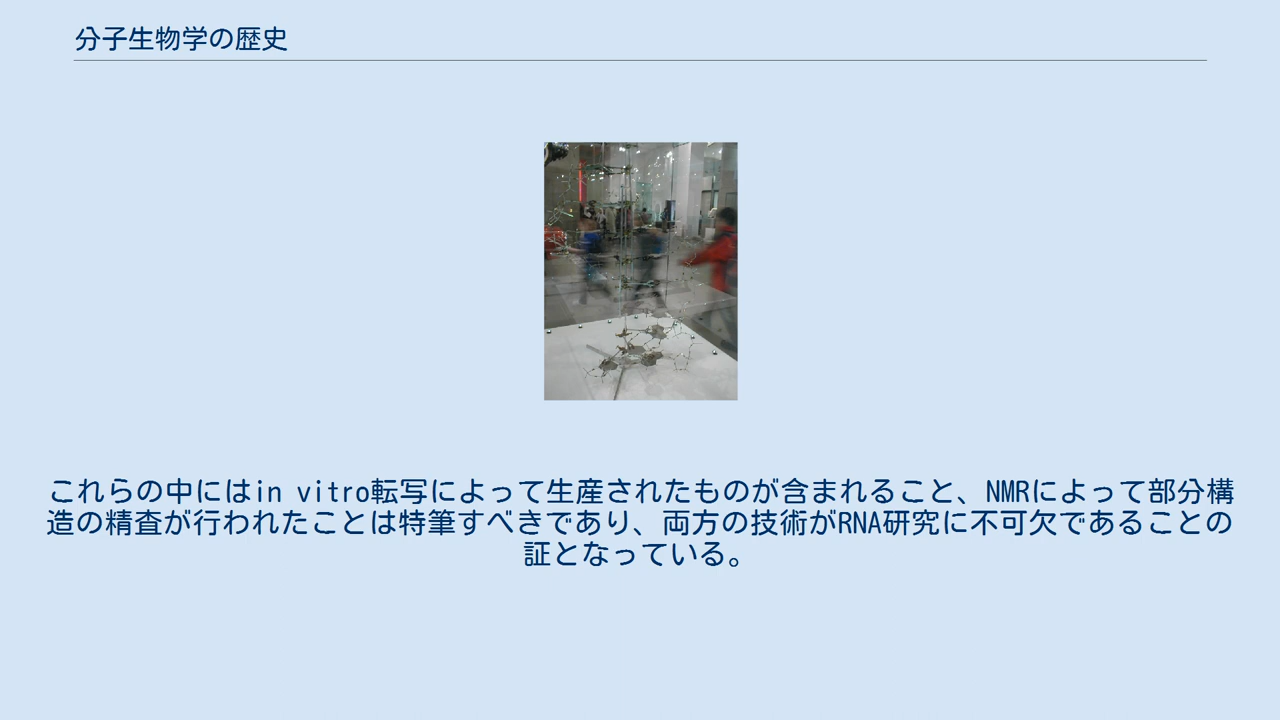 分子生物学の歴史
これらの中にはin vitro転写によって生産されたものが含まれること、NMRによって部分構
造の精査が行われたことは特筆すべきであり、両方の技術がRNA研究に不可欠であることの
証となっている。